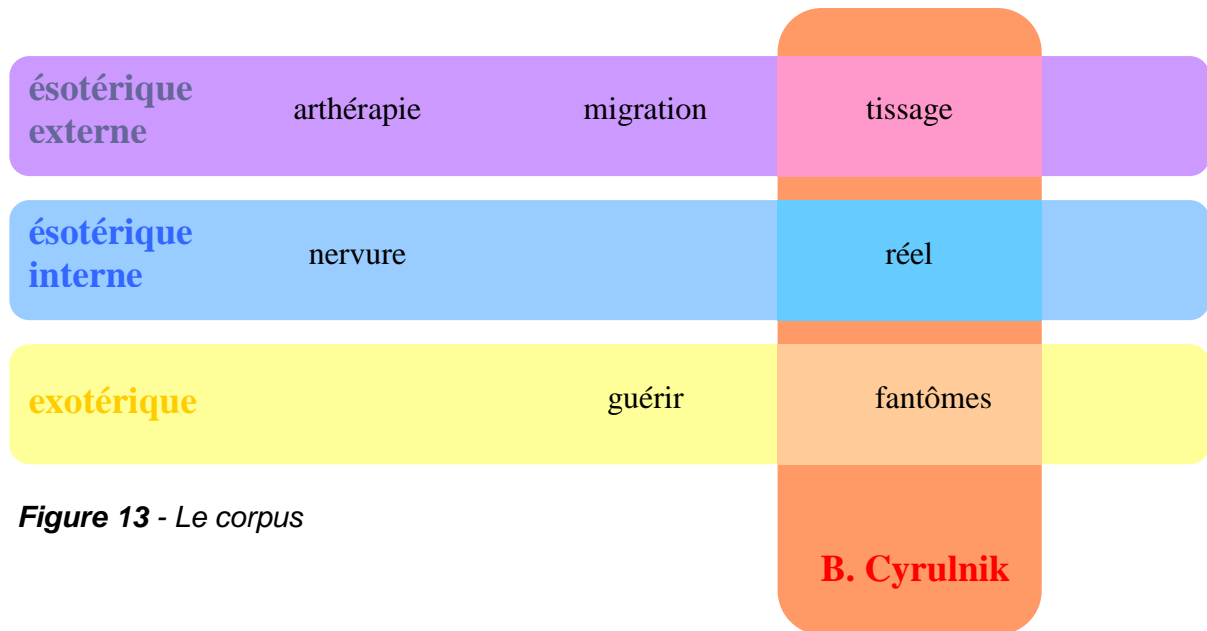 ésotérique
externe
arthérapie migration tissage
ésotérique
interne
nervure réel
exotérique guérir fantômes
Figure 13 - Le corpus
B. Cyrulnik